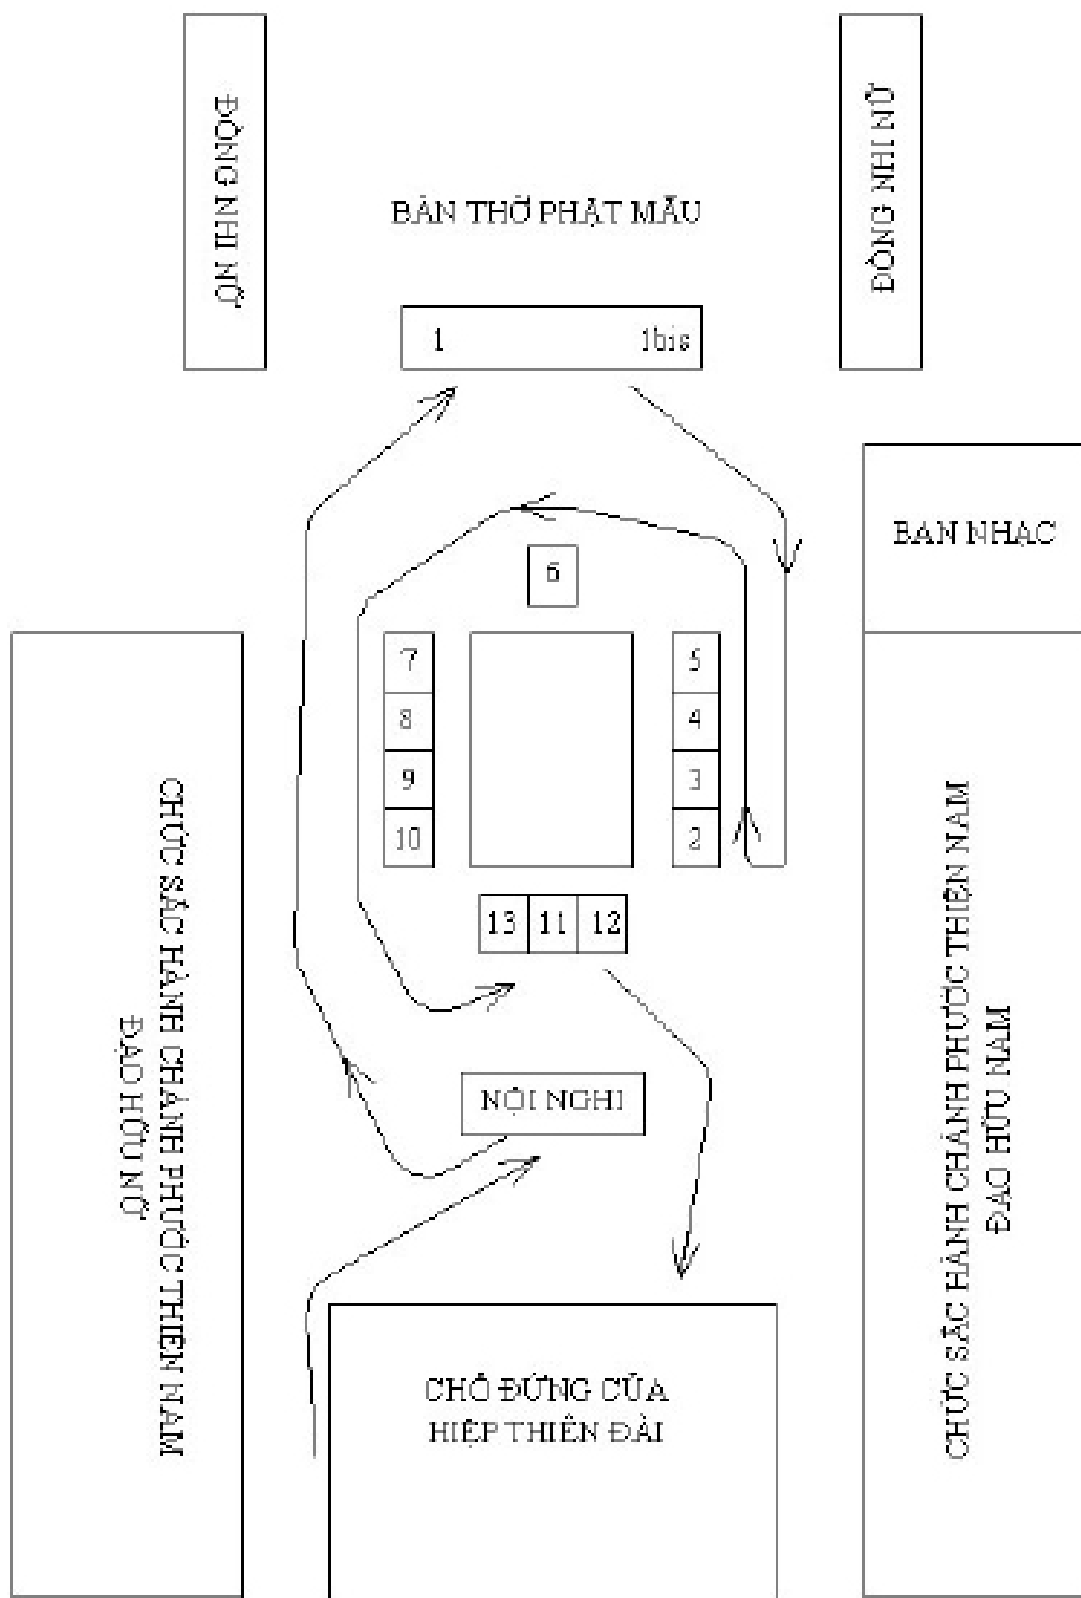 ĐỒNG NHI NỮ
ĐỒNG NHI NỮ
BÀN THỜ PHẬT MẪU
1 1bis
BAN NHẠC
6
7 5
8 4
9 3
10 2
13 11 12
NỘI NGHI
CHỨC SẮC HÀNH CHÁNH PHƯỚC THIỆN NAM
ĐẠO HỮU NỮ
CHỨC SẮC HÀNH CHÁNH PHƯỚC THIỆN NAM
ĐẠO HỮU NAM
CHỖ ĐỨNG CỦA
HIỆP THIÊN ĐÀI